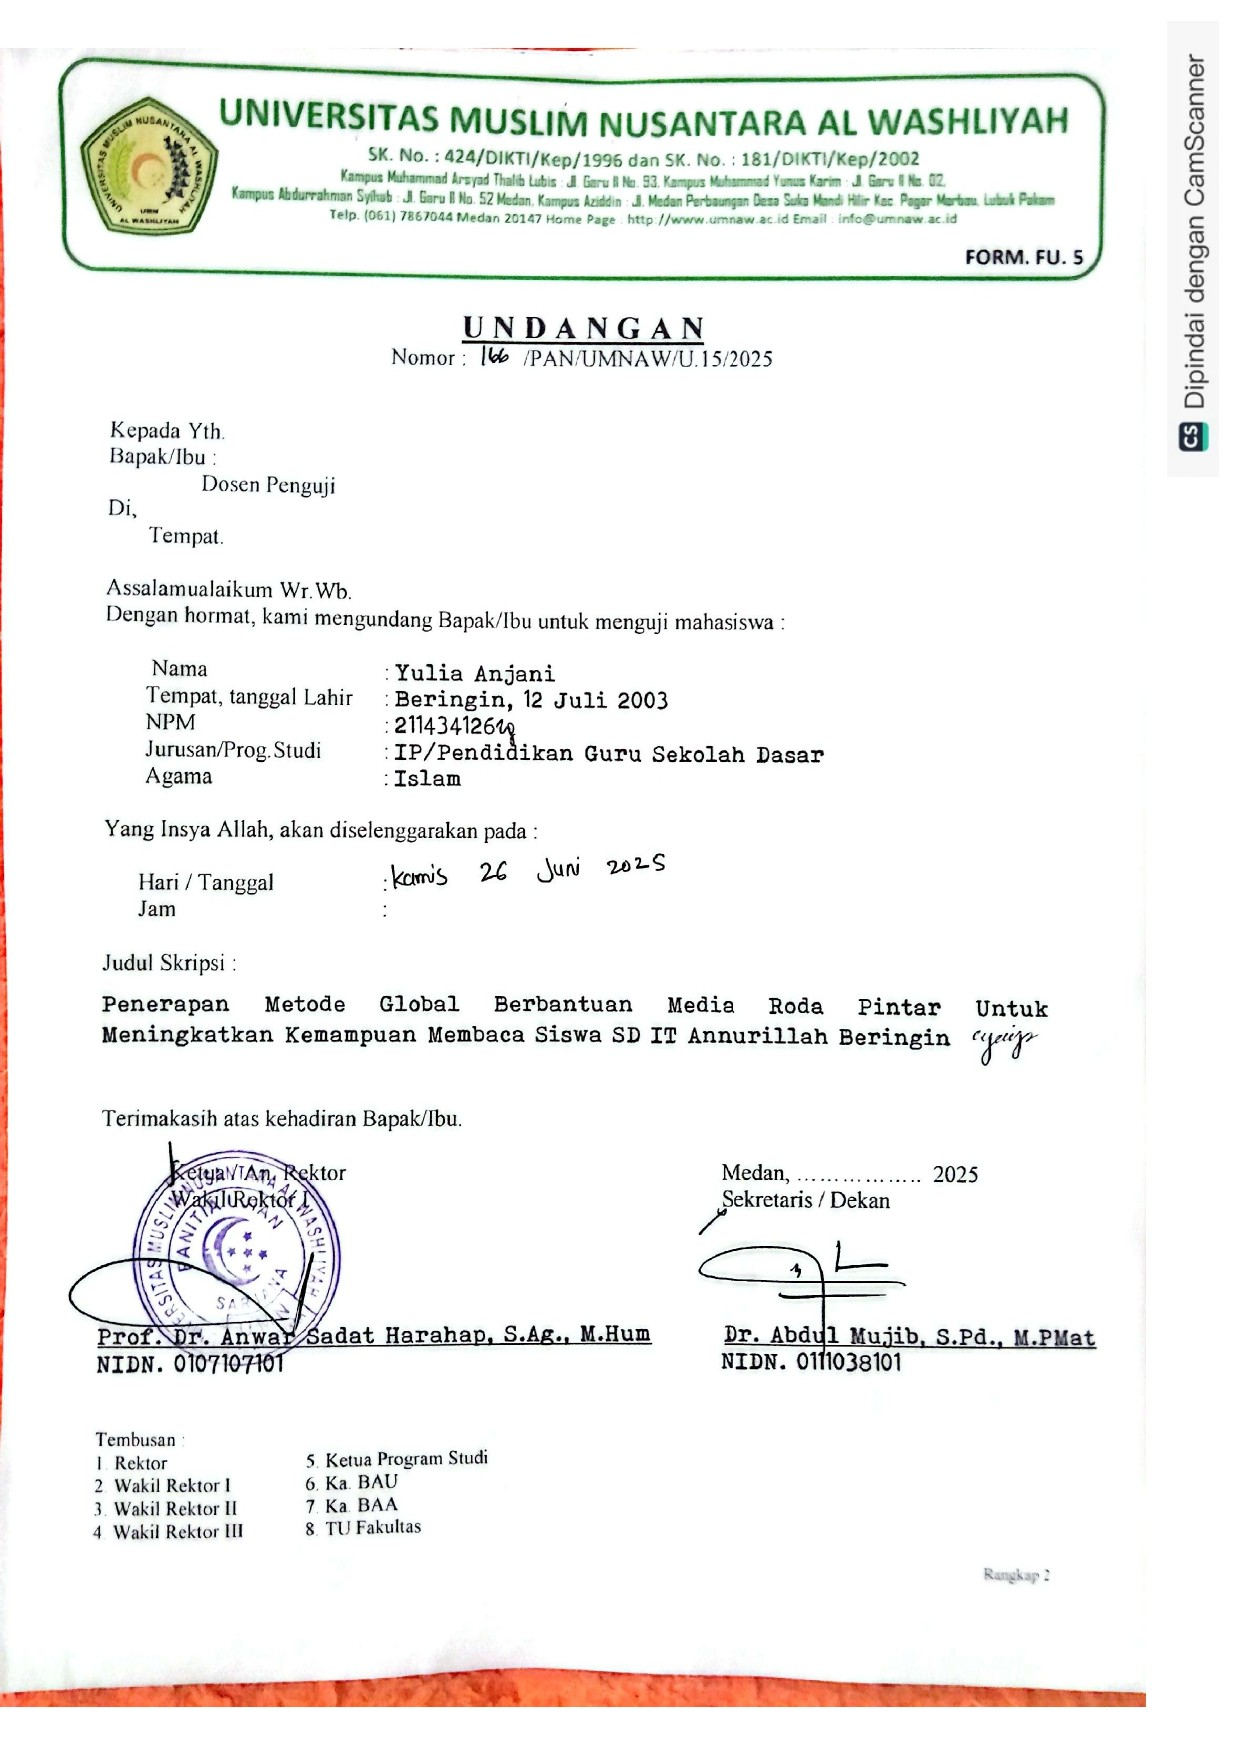 UNIVERSITAS MUSLIM NUSANTARA AL WASHLIYAH
SK. No. : 424/DIKTI/Kep/1996 dan SK. No. : 181/DIKTI/Kep/2002
Kampus Muhammad Arsyad Thalib Lubis : Jl. Garu II No. 93, Kampus Muhammad Yunus Karim : Jl. Garu II No. 02,
Kampus Abdurrahman Syihab : Jl. Garu II No. 52 Medan, Kampus Aziddin : Jl. Medan Perbaungan Desa Suka Mandi Hilir Kec. Pagar Merbau, Lubuk Pakam
Telp. (061) 7867044 Medan 20147 Home Page : http://www.umnaw.ac.id Email : info@umnaw.ac.id
FORM. FU. 5
UNIVERSITAS MUSLIM NUSANTARA AL WASHLIYAH
UMN
AL WASHLIYAH
UNDANGAN
Nomor : 166 /PAN/UMNAW/U.15/2025
Kepada Yth.
Bapak/Ibu :
Dosen Penguji
Di,
Tempat.
Assalamualaikum Wr.Wb.
Dengan hormat, kami mengundang Bapak/Ibu untuk menguji mahasiswa :
Nama : Yulia Anjani
Tempat, tanggal Lahir : Beringin, 12 Juli 2003
NPM : 211434126
Jurusan/Prog.Studi : IP/Pendidikan Guru Sekolah Dasar
Agama : Islam
Yang Insya Allah, akan diselenggarakan pada :
Hari / Tanggal : Kamis 26 Juni 2025
Jam :
Judul Skripsi :
Penerapan Metode Global Berbantuan Media Roda Pintar Untuk
Meningkatkan Kemampuan Membaca Siswa SD IT Annurillah Beringin
Terimakasih atas kehadiran Bapak/Ibu.
Ketua / An. Rektor
Wakil Rektor I
Medan, ................ 2025
Sekretaris / Dekan
Prof. Dr. Anwar Sadat Harahap, S.Ag., M.Hum
NIDN. 0107107101
Dr. Abdul Mujib, S.Pd., M.PMat
NIDN. 0111038101
Tembusan :
1. Rektor
2 Wakil Rektor I
3. Wakil Rektor II
4 Wakil Rektor III
5. Ketua Program Studi
6. Ka. BAU
7. Ka. BAA
8. TU Fakultas
Rangkap 2
CS Dipindai dengan CamScanner